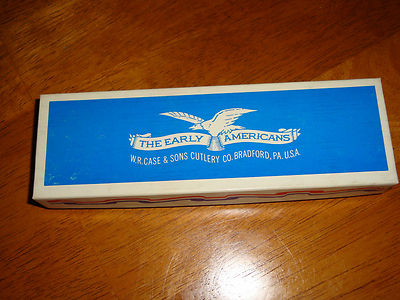 THE EARLY AMERICANS
W.R. CASE & SONS CUTLERY CO. BRADFORD, PA. U.S.A.